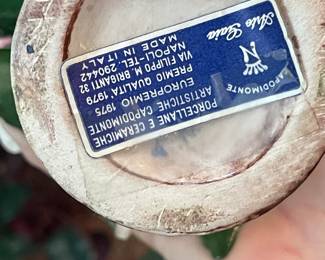 PORCELLANE E CERAMICHE
ARTISTICHE CAPODIMONTE
EUROPREMIO 1975
PREMIO QUALITA 1979
VIA FILIPPO M. BRIGANTI 32
NAPOLI-TEL. 290442
MADE IN ITALY
N
CAPODIMONTE